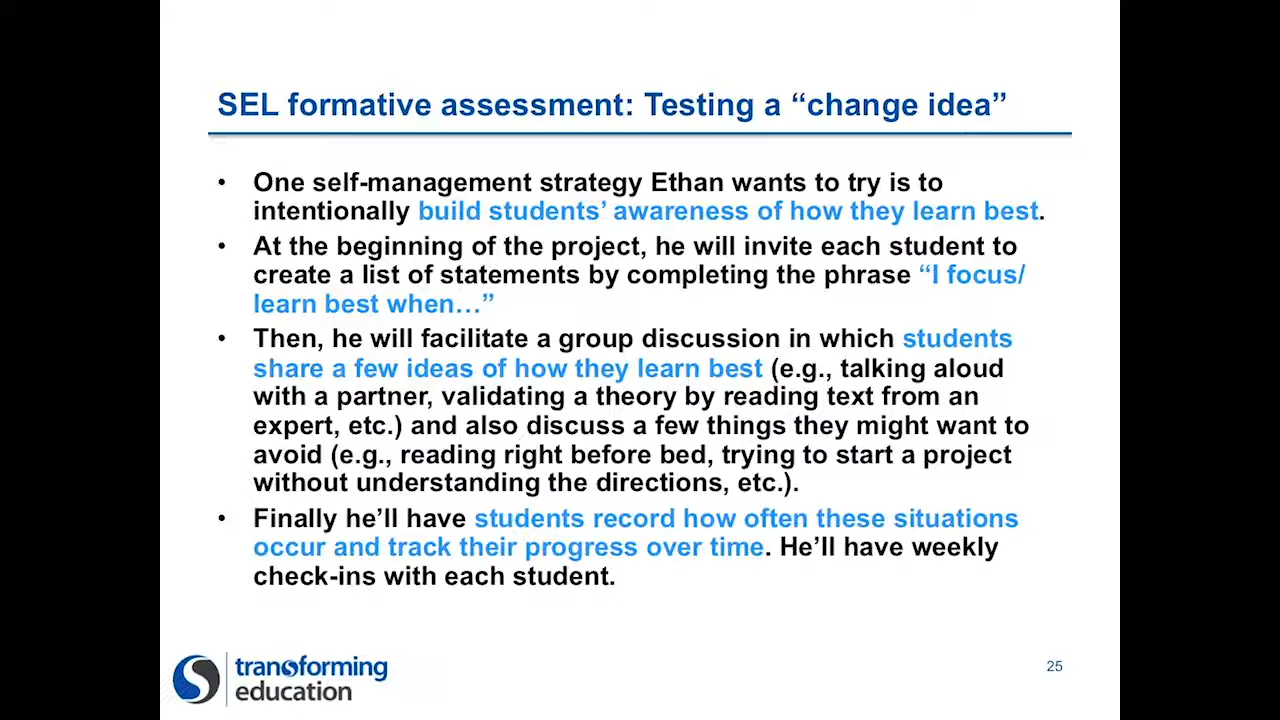 SEL formative assessment: Testing a “change idea”
• One self-management strategy Ethan wants to try is to
intentionally build students’ awareness of how they learn best.
• At the beginning of the project, he will invite each student to
create a list of statements by completing the phrase “I focus/
learn best when…”
• Then, he will facilitate a group discussion in which students
share a few ideas of how they learn best (e.g., talking aloud
with a partner, validating a theory by reading text from an
expert, etc.) and also discuss a few things they might want to
avoid (e.g., reading right before bed, trying to start a project
without understanding the directions, etc.).
• Finally he’ll have students record how often these situations
occur and track their progress over time. He’ll have weekly
check-ins with each student.
transforming
education
25